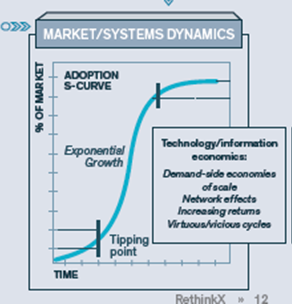 MARKET/SYSTEMS DYNAMICS
% OF MARKET
ADOPTION
S-CURVE
Exponential
Growth
Technology/information
economics:
Demand-side economies
of scale
Network effects
Increasing returns
Virtuous/vicious cycles
Tipping
point
TIME
RethinkX » 12